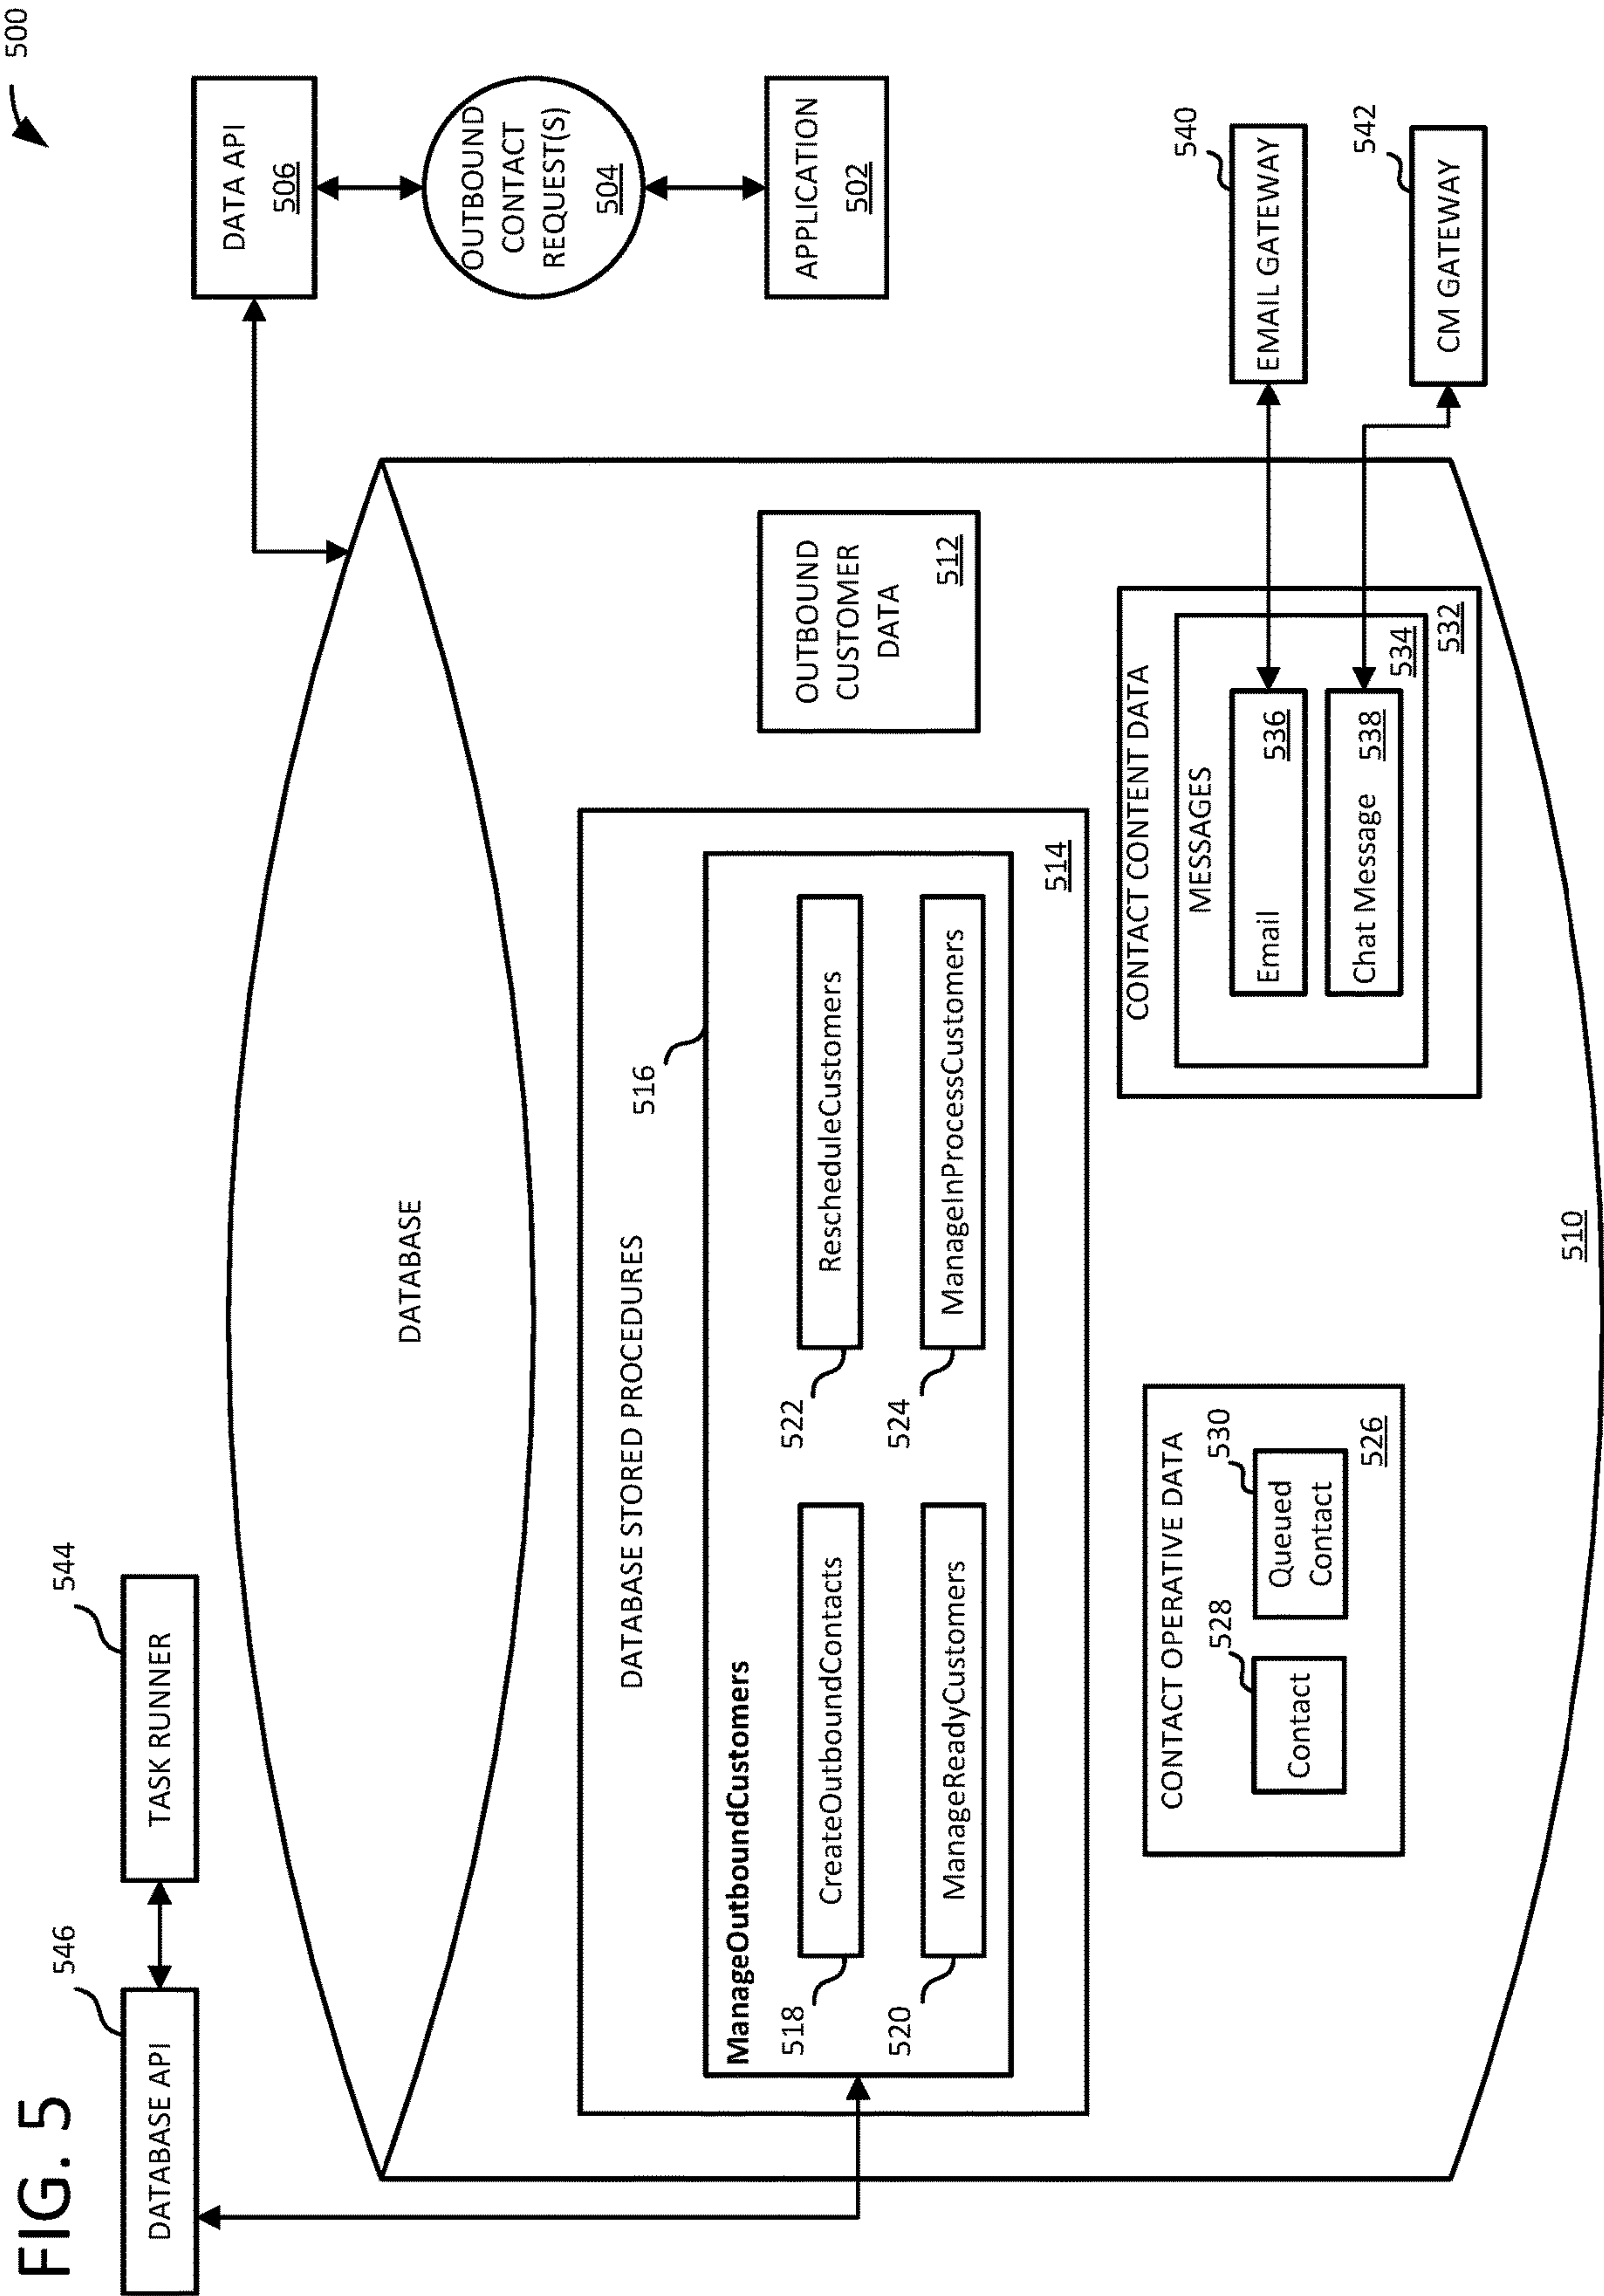 FIG. 5
500
546
DATABASE API
544
TASK RUNNER
DATA API
506
OUTBOUND
CONTACT
REQUEST(S)
504
APPLICATION
502
DATABASE
DATABASE STORED PROCEDURES
516
ManageOutboundCustomers
518
CreateOutboundContacts
522
RescheduleCustomers
520
ManageReadyCustomers
524
ManageInProcessCustomers
514
OUTBOUND
CUSTOMER
DATA
512
CONTACT OPERATIVE DATA
528
Contact
530
Queued
Contact
526
CONTACT CONTENT DATA
MESSAGES
Email
536
Chat Message
538
534
532
540
EMAIL GATEWAY
542
CM GATEWAY
510